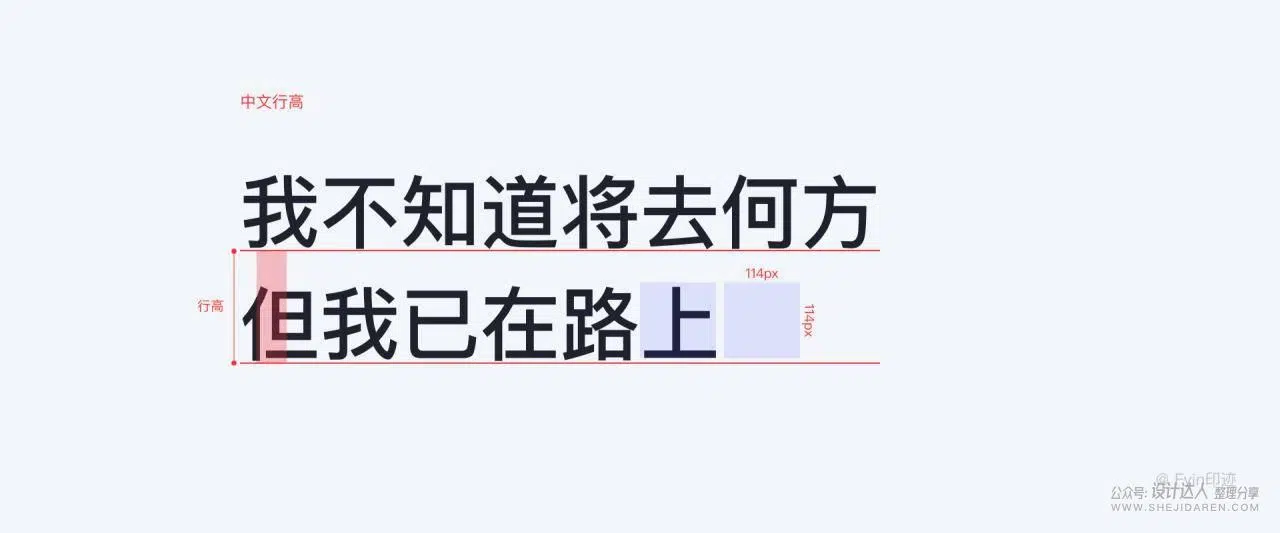 中文行高
我不知道将去何方
114px
行高
但我已在路上
114px
@ Evin印迹
公众号: 设计达人 整理分享
WWW.SHEJIDAREN.COM